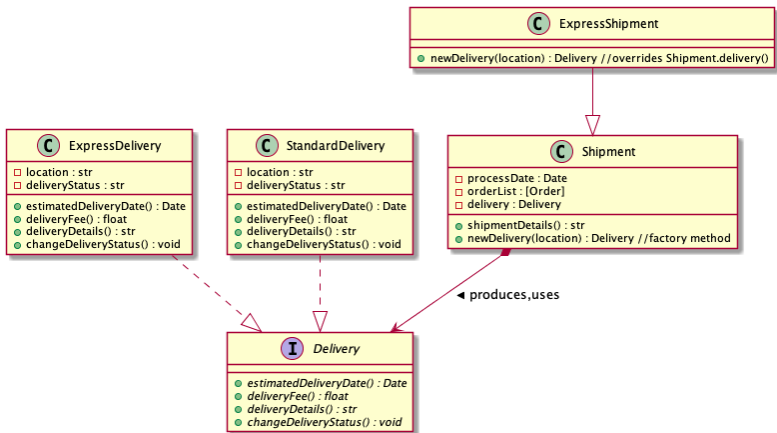 C ExpressShipment
newDelivery(location) : Delivery //overrides Shipment.delivery()
C ExpressDelivery
location : str
deliveryStatus : str
estimatedDeliveryDate() : Date
deliveryFee() : float
deliveryDetails() : str
changeDeliveryStatus() : void
C StandardDelivery
location : str
deliveryStatus : str
estimatedDeliveryDate() : Date
deliveryFee() : float
deliveryDetails() : str
changeDeliveryStatus() : void
C Shipment
processDate : Date
orderList : [Order]
delivery : Delivery
shipmentDetails() : str
newDelivery(location) : Delivery //factory method
◄ produces,uses
I Delivery
estimatedDeliveryDate() : Date
deliveryFee() : float
deliveryDetails() : str
changeDeliveryStatus() : void